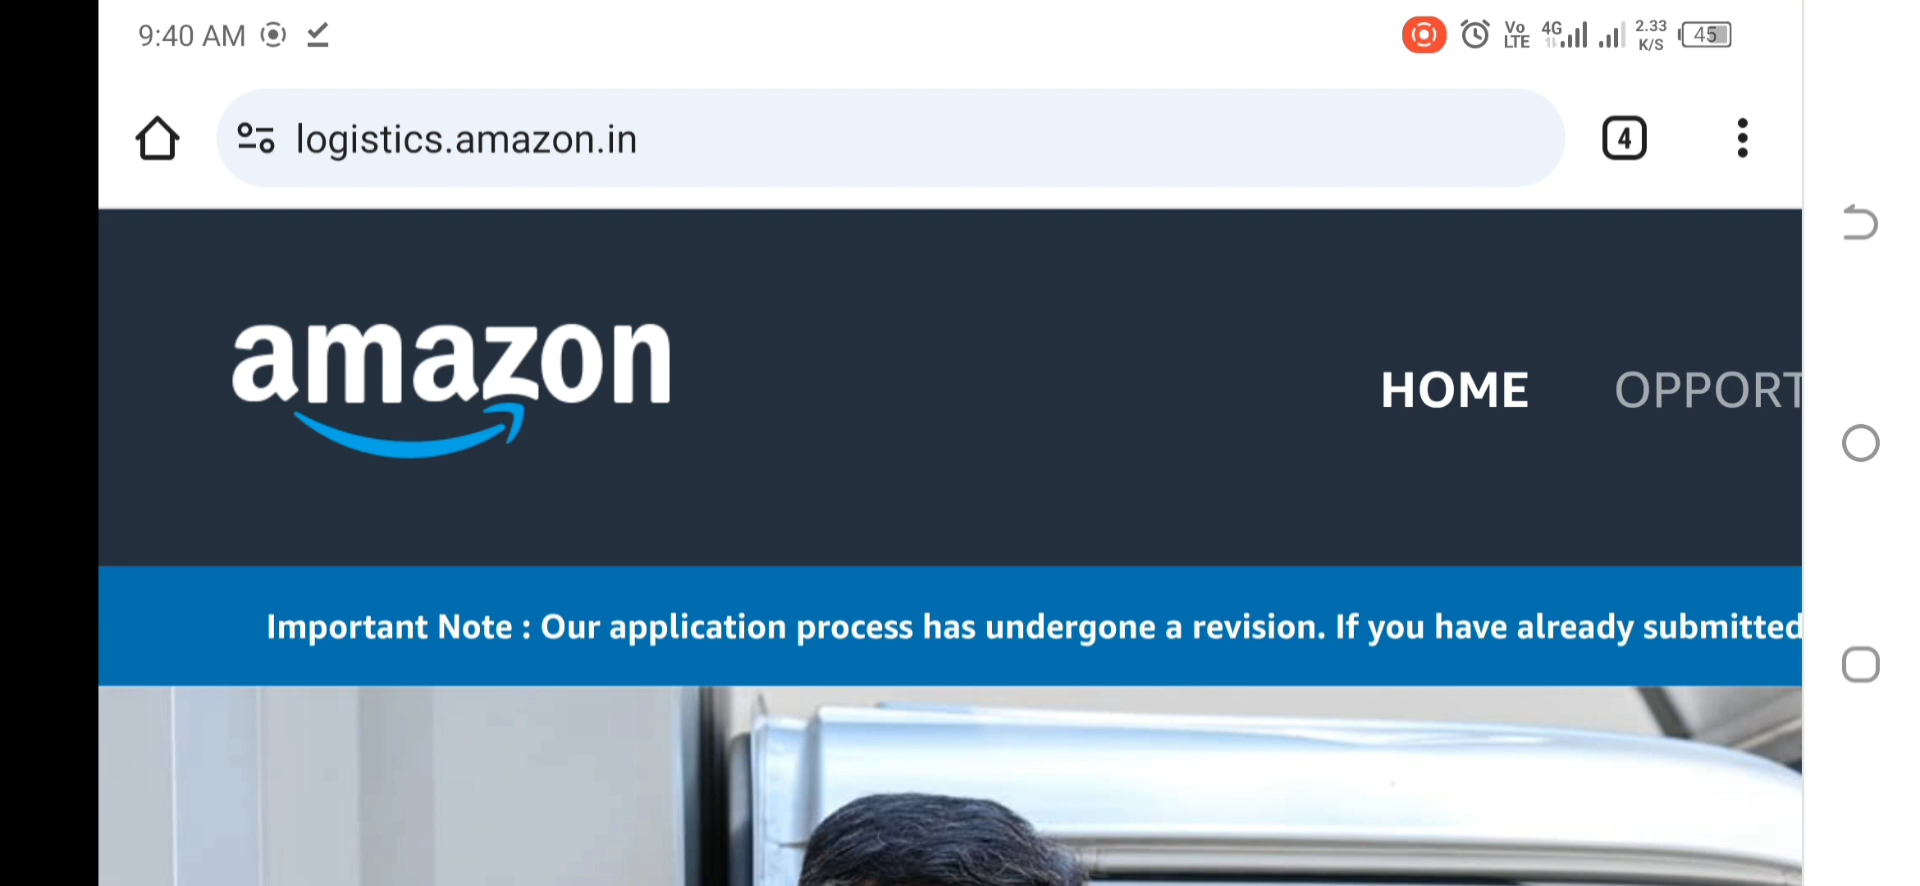 9:40 AM
Vo LTE 4G 2.33 K/S 45
logistics.amazon.in
4
amazon
HOME OPPORT
Important Note : Our application process has undergone a revision. If you have already submitted